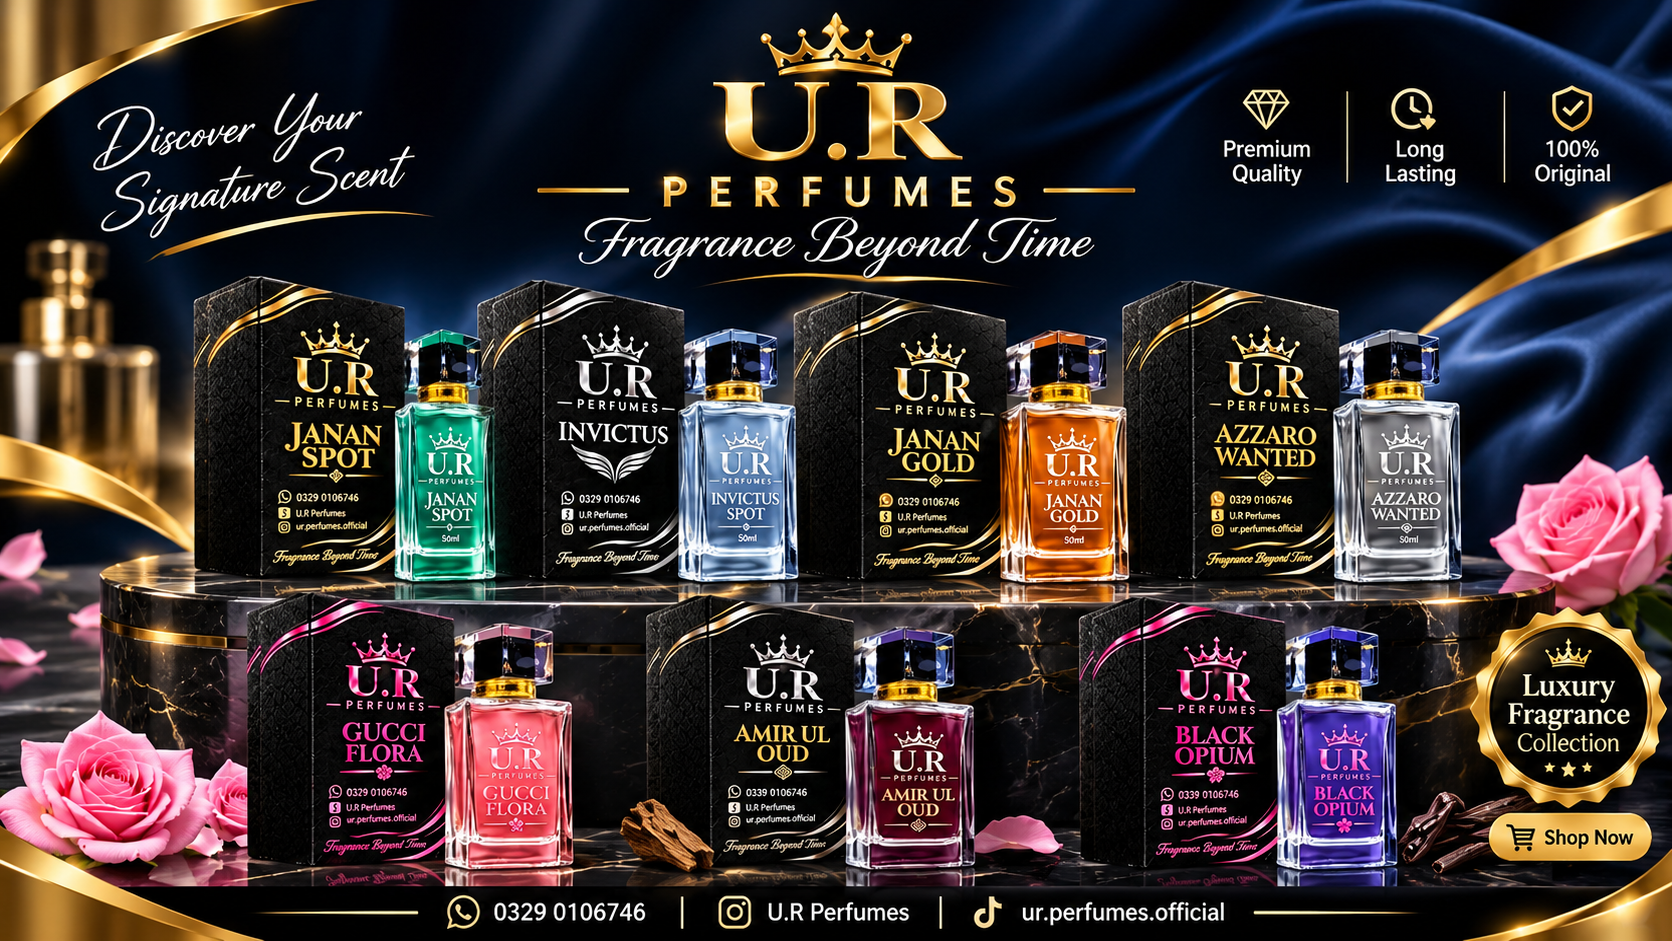 Discover Your
Signature Scent
U.R
PERFUMES
Fragrance Beyond Time
Premium
Quality
Long
Lasting
100%
Original
U.R
PERFUMES
JANAN
SPOT
0329 0106746
U.R Perfumes
ur.perfumes.official
Fragrance Beyond Time
U.R
PERFUMES
JANAN
SPOT
50ml
U.R
PERFUMES
INVICTUS
0329 0106746
U.R Perfumes
ur.perfumes.official
Fragrance Beyond Time
U.R
PERFUMES
INVICTUS
SPOT
50ml
U.R
PERFUMES
JANAN
GOLD
0329 0106746
U.R Perfumes
ur.perfumes.official
Fragrance Beyond Time
U.R
PERFUMES
JANAN
GOLD
50ml
U.R
PERFUMES
AZZARO
WANTED
0329 0106746
U.R Perfumes
ur.perfumes.official
Fragrance Beyond Time
U.R
PERFUMES
AZZARO
WANTED
50ml
U.R
PERFUMES
GUCCI
FLORA
0329 0106746
U.R Perfumes
ur.perfumes.official
Fragrance Beyond Time
U.R
PERFUMES
GUCCI
FLORA
U.R
PERFUMES
AMIR UL
OUD
0339 0106746
U.R Perfumes
ur.perfumes.official
Fragrance Beyond Time
U.R
PERFUMES
AMIR UL
OUD
U.R
PERFUMES
BLACK
OPIUM
0329 0106746
U.R Perfumes
ur.perfumes.official
Fragrance Beyond Time
U.R
PERFUMES
BLACK
OPIUM
Luxury
Fragrance
Collection
Shop Now
0329 0106746
U.R Perfumes
ur.perfumes.official